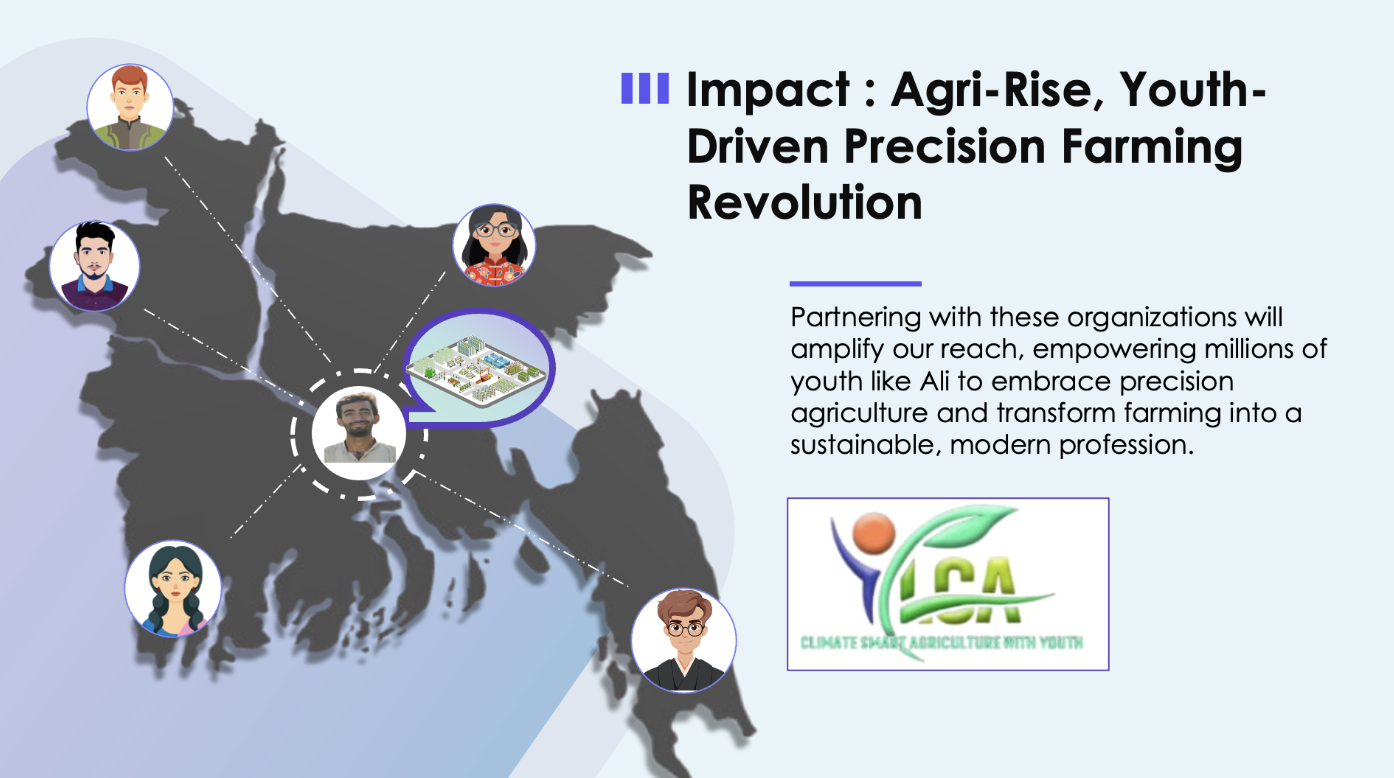 Impact : Agri-Rise, Youth-
Driven Precision Farming
Revolution
Partnering with these organizations will
amplify our reach, empowering millions of
youth like Ali to embrace precision
agriculture and transform farming into a
sustainable, modern profession.
YLCA
CLIMATE SMART AGRICULTURE WITH YOUTH